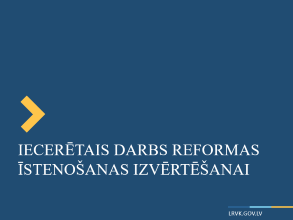 IECERĒTAIS DARBS REFORMAS
ĪSTENOŠANAS IZVĒRTĒŠANAI
LRVK.GOV.LV